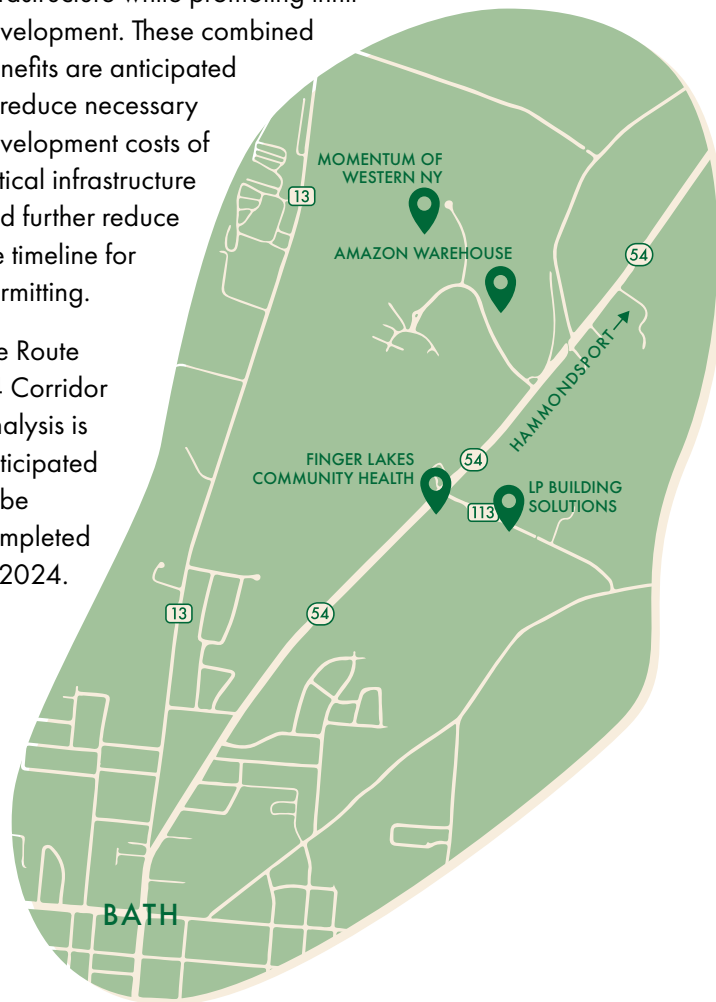 velopment. These combined
nefits are anticipated
reduce necessary
velopment costs of
tical infrastructure
d further reduce
e timeline for
rmitting.
e Route
Corridor
alysis is
ticipated
be
mpleted
2024.
MOMENTUM OF
WESTERN NY
13
AMAZON WAREHOUSE
54
HAMMONDSPORT
FINGER LAKES
COMMUNITY HEALTH
54
LP BUILDING
SOLUTIONS
113
13
54
BATH